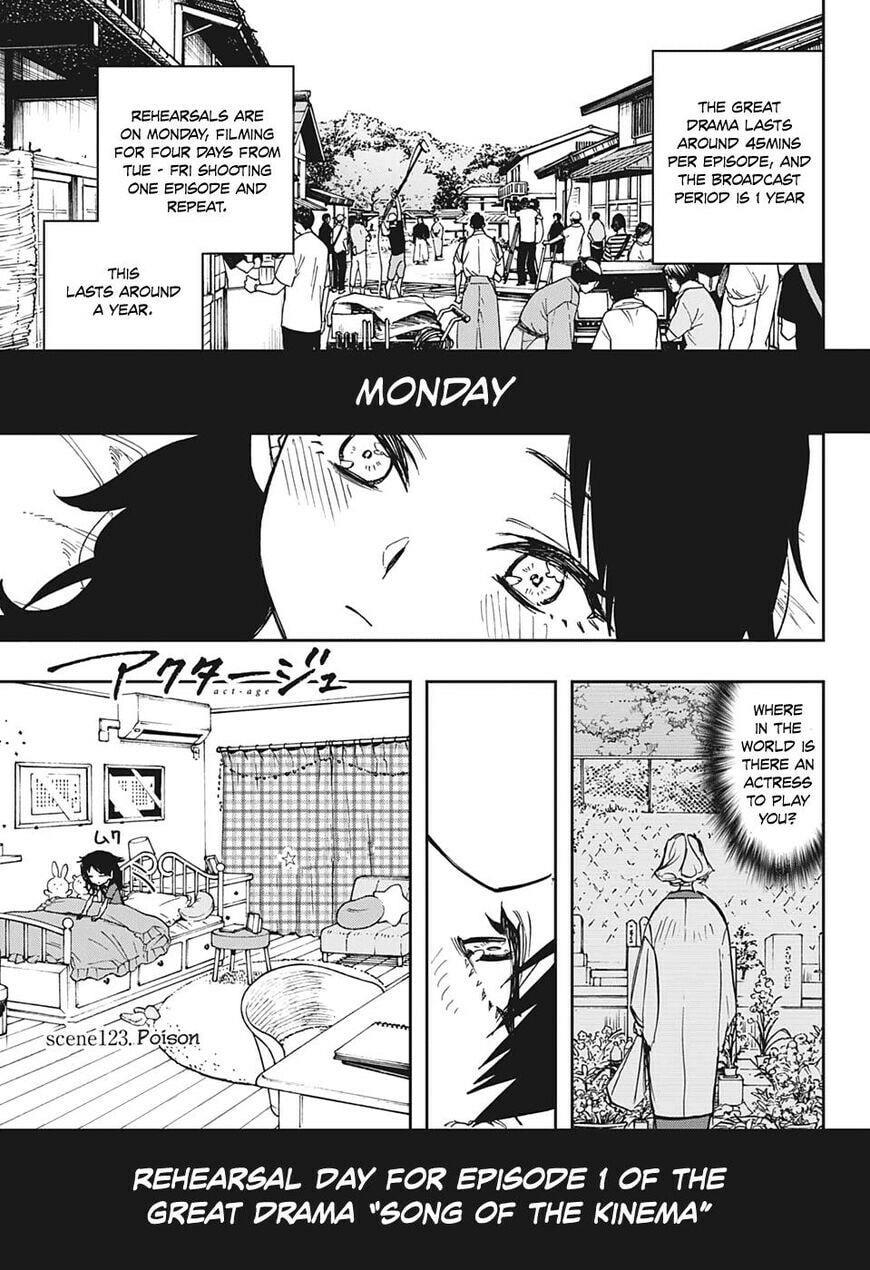 THE GREAT
DRAMA LASTS
AROUND 45MINS
PER EPISODE, AND
THE BROADCAST
PERIOD IS 1 YEAR
REHEARSALS ARE
ON MONDAY, FILMING
FOR FOUR DAYS FROM
TUE - FRI SHOOTING
ONE EPISODE AND
REPEAT.
THIS
LASTS AROUND
A YEAR.
MONDAY
WHERE
IN THE
WORLD IS
THERE AN
ACTRESS
TO PLAY
YOU?
アクタージュ
act-age
ムク
scene123. Poison
REHEARSAL DAY FOR EPISODE 1 OF THE
GREAT DRAMA "SONG OF THE KINEMA"